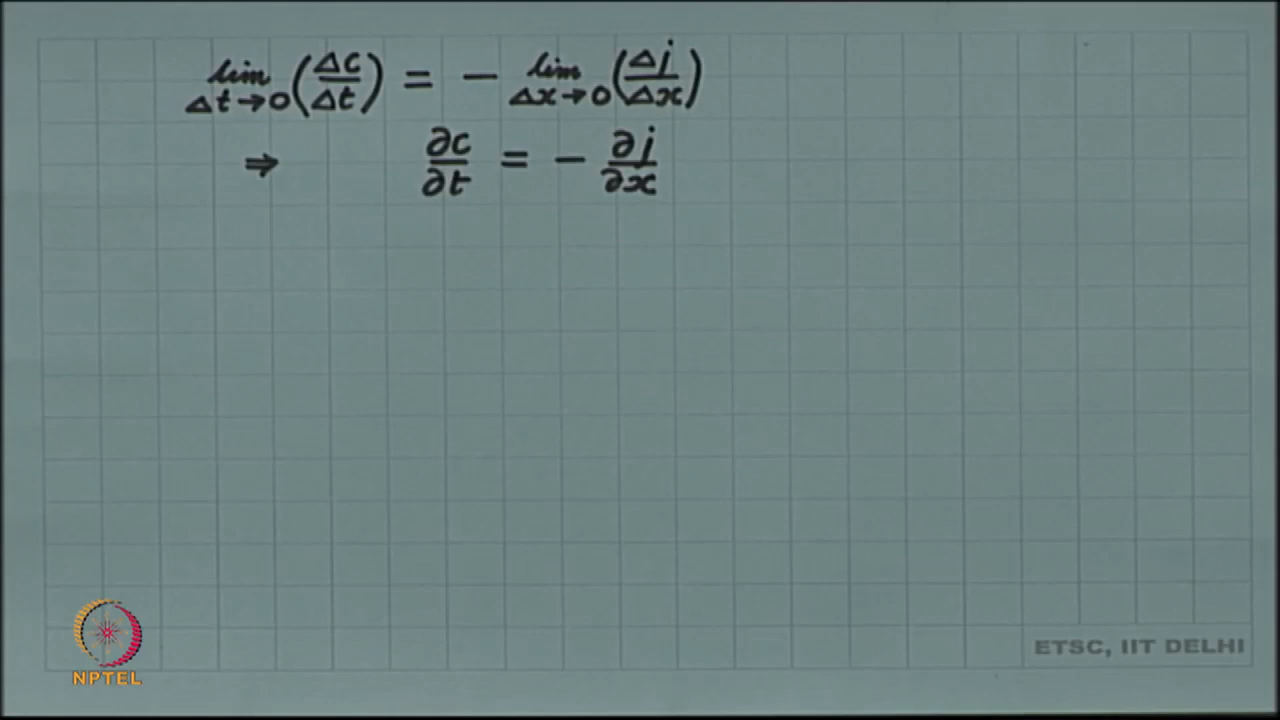 lim Δt→0 (Δc/Δt) = − lim Δx→0 (Δj/Δx)
⇒ ∂c/∂t = − ∂j/∂x
NPTEL
ETSC, IIT DELHI